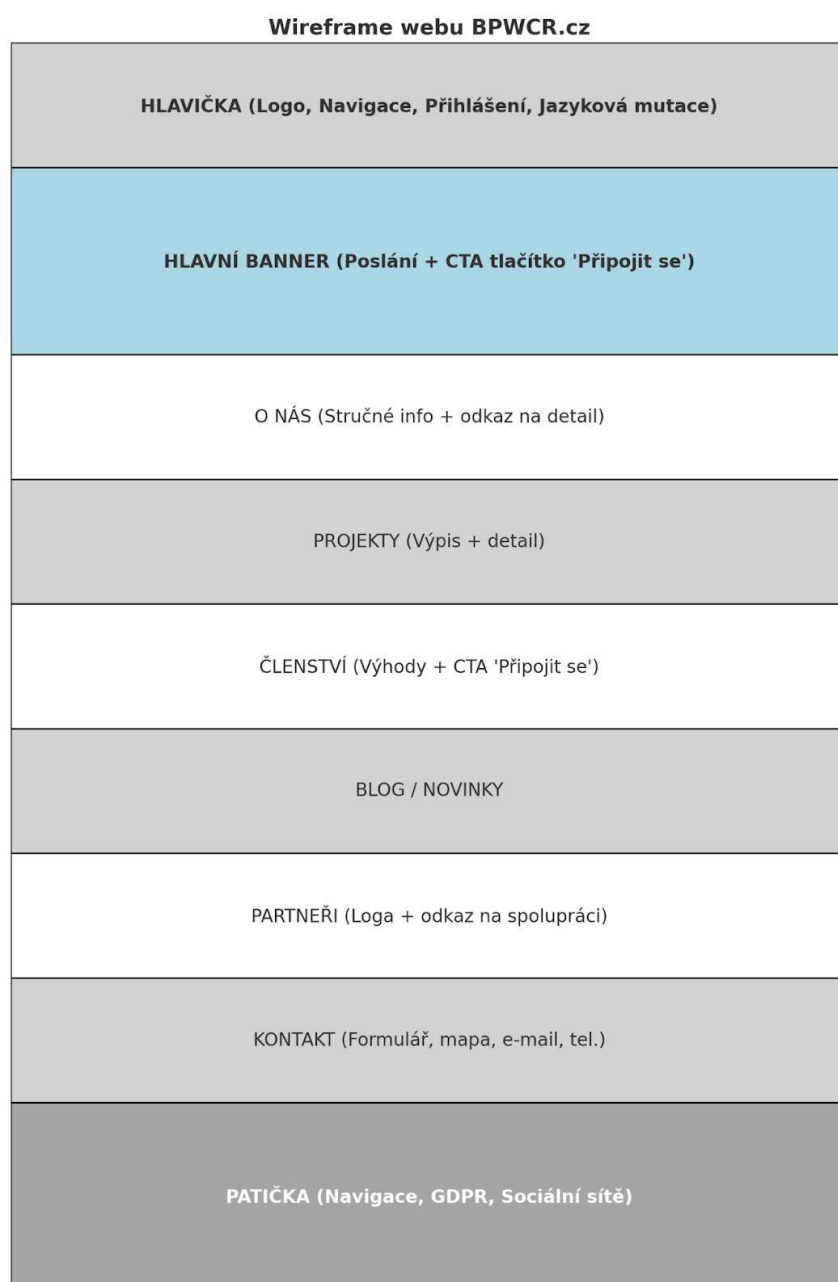 Wireframe webu BPWCR.cz
HLAVIČKA (Logo, Navigace, Přihlášení, Jazyková mutace)
HLAVNÍ BANNER (Poslání + CTA tlačítko 'Připojit se')
O NÁS (Stručné info + odkaz na detail)
PROJEKTY (Výpis + detail)
ČLENSTVÍ (Výhody + CTA 'Připojit se')
BLOG / NOVINKY
PARTNEŘI (Loga + odkaz na spolupráci)
KONTAKT (Formulář, mapa, e-mail, tel.)
PATIČKA (Navigace, GDPR, Sociální sítě)